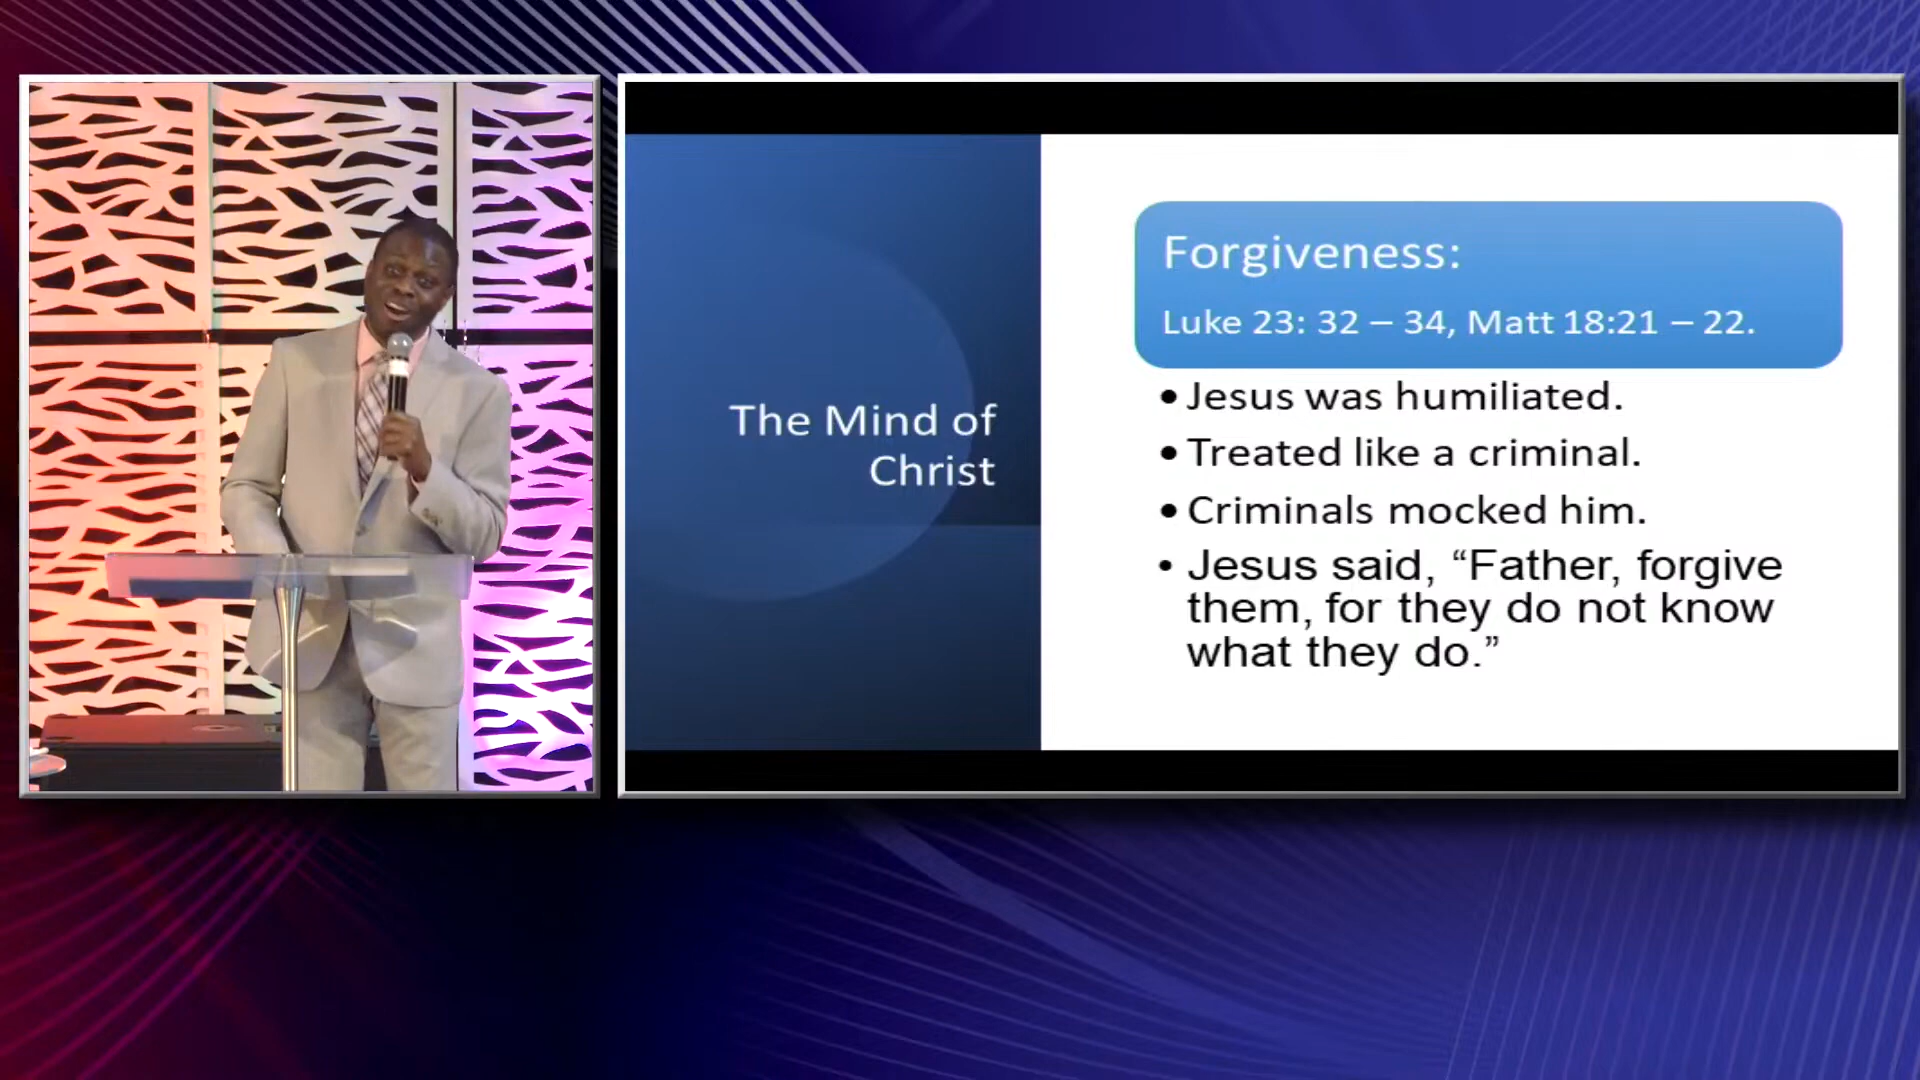 The Mind of
Christ
Forgiveness:
Luke 23: 32 – 34, Matt 18:21 – 22.
•Jesus was humiliated.
•Treated like a criminal.
•Criminals mocked him.
• Jesus said, “Father, forgive
them, for they do not know
what they do.”